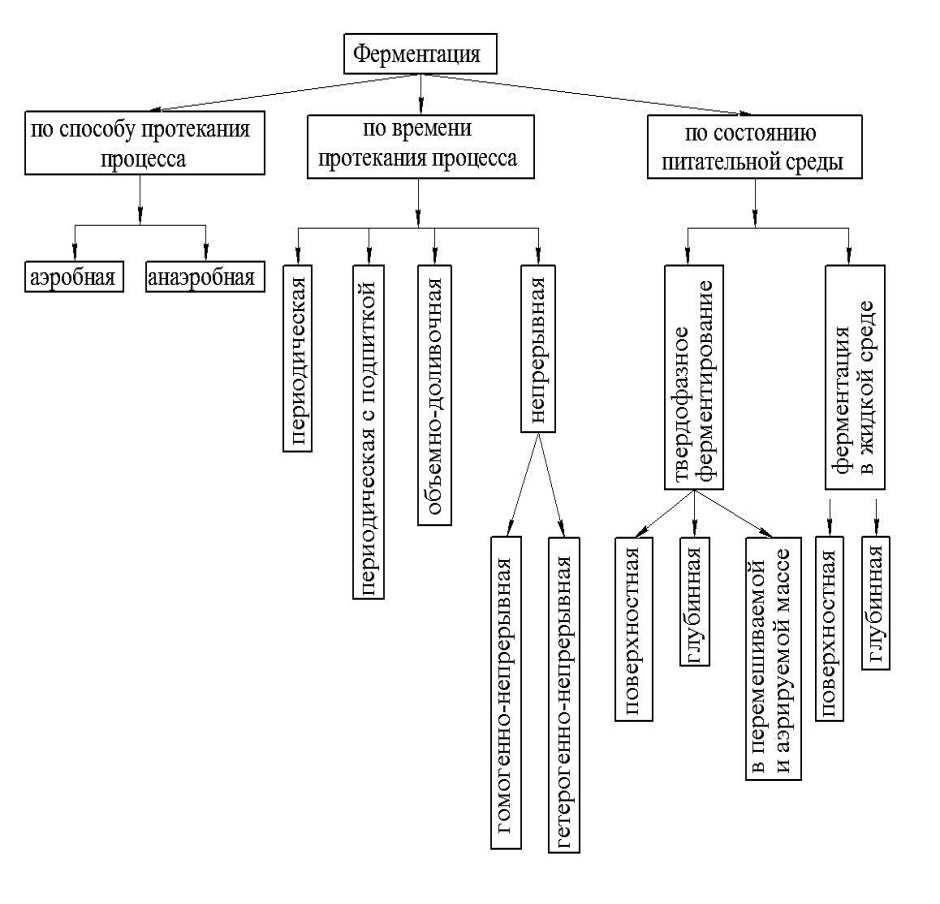 Ферментация
по способу протекания
процесса
по времени
протекания процесса
по состоянию
питательной среды
аэробная
анаэробная
периодическая
периодическая с подпиткой
объемно-доливочная
непрерывная
твердофазное
ферментирование
ферментация
в жидкой среде
гомогенно-непрерывная
гетерогенно-непрерывная
поверхностная
глубинная
в перемешиваемой
и аэрируемой массе
поверхностная
глубинная